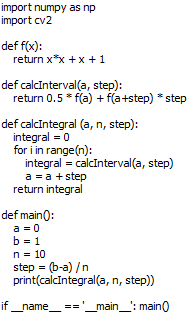 import numpy as np
import cv2

def f(x):
    return x*x + x + 1

def calcInterval(a, step):
    return 0.5 * f(a) + f(a+step) * step

def calcIntegral (a, n, step):
    integral = 0
    for i in range(n):
        integral = calcInterval(a, step)
        a = a + step
    return integral

def main():
    a = 0
    b = 1
    n = 10
    step = (b-a) / n
    print(calcIntegral(a, n, step))

if __name__ == '__main__': main()